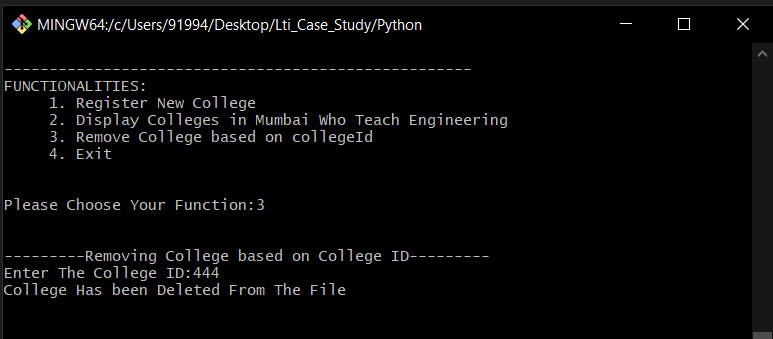 MINGW64:/c/Users/91994/Desktop/Lti_Case_Study/Python
----------------------------------------------------
FUNCTIONALITIES:
1. Register New College
2. Display Colleges in Mumbai Who Teach Engineering
3. Remove College based on collegeId
4. Exit
Please Choose Your Function:3
---------Removing College based on College ID---------
Enter The College ID:444
College Has been Deleted From The File